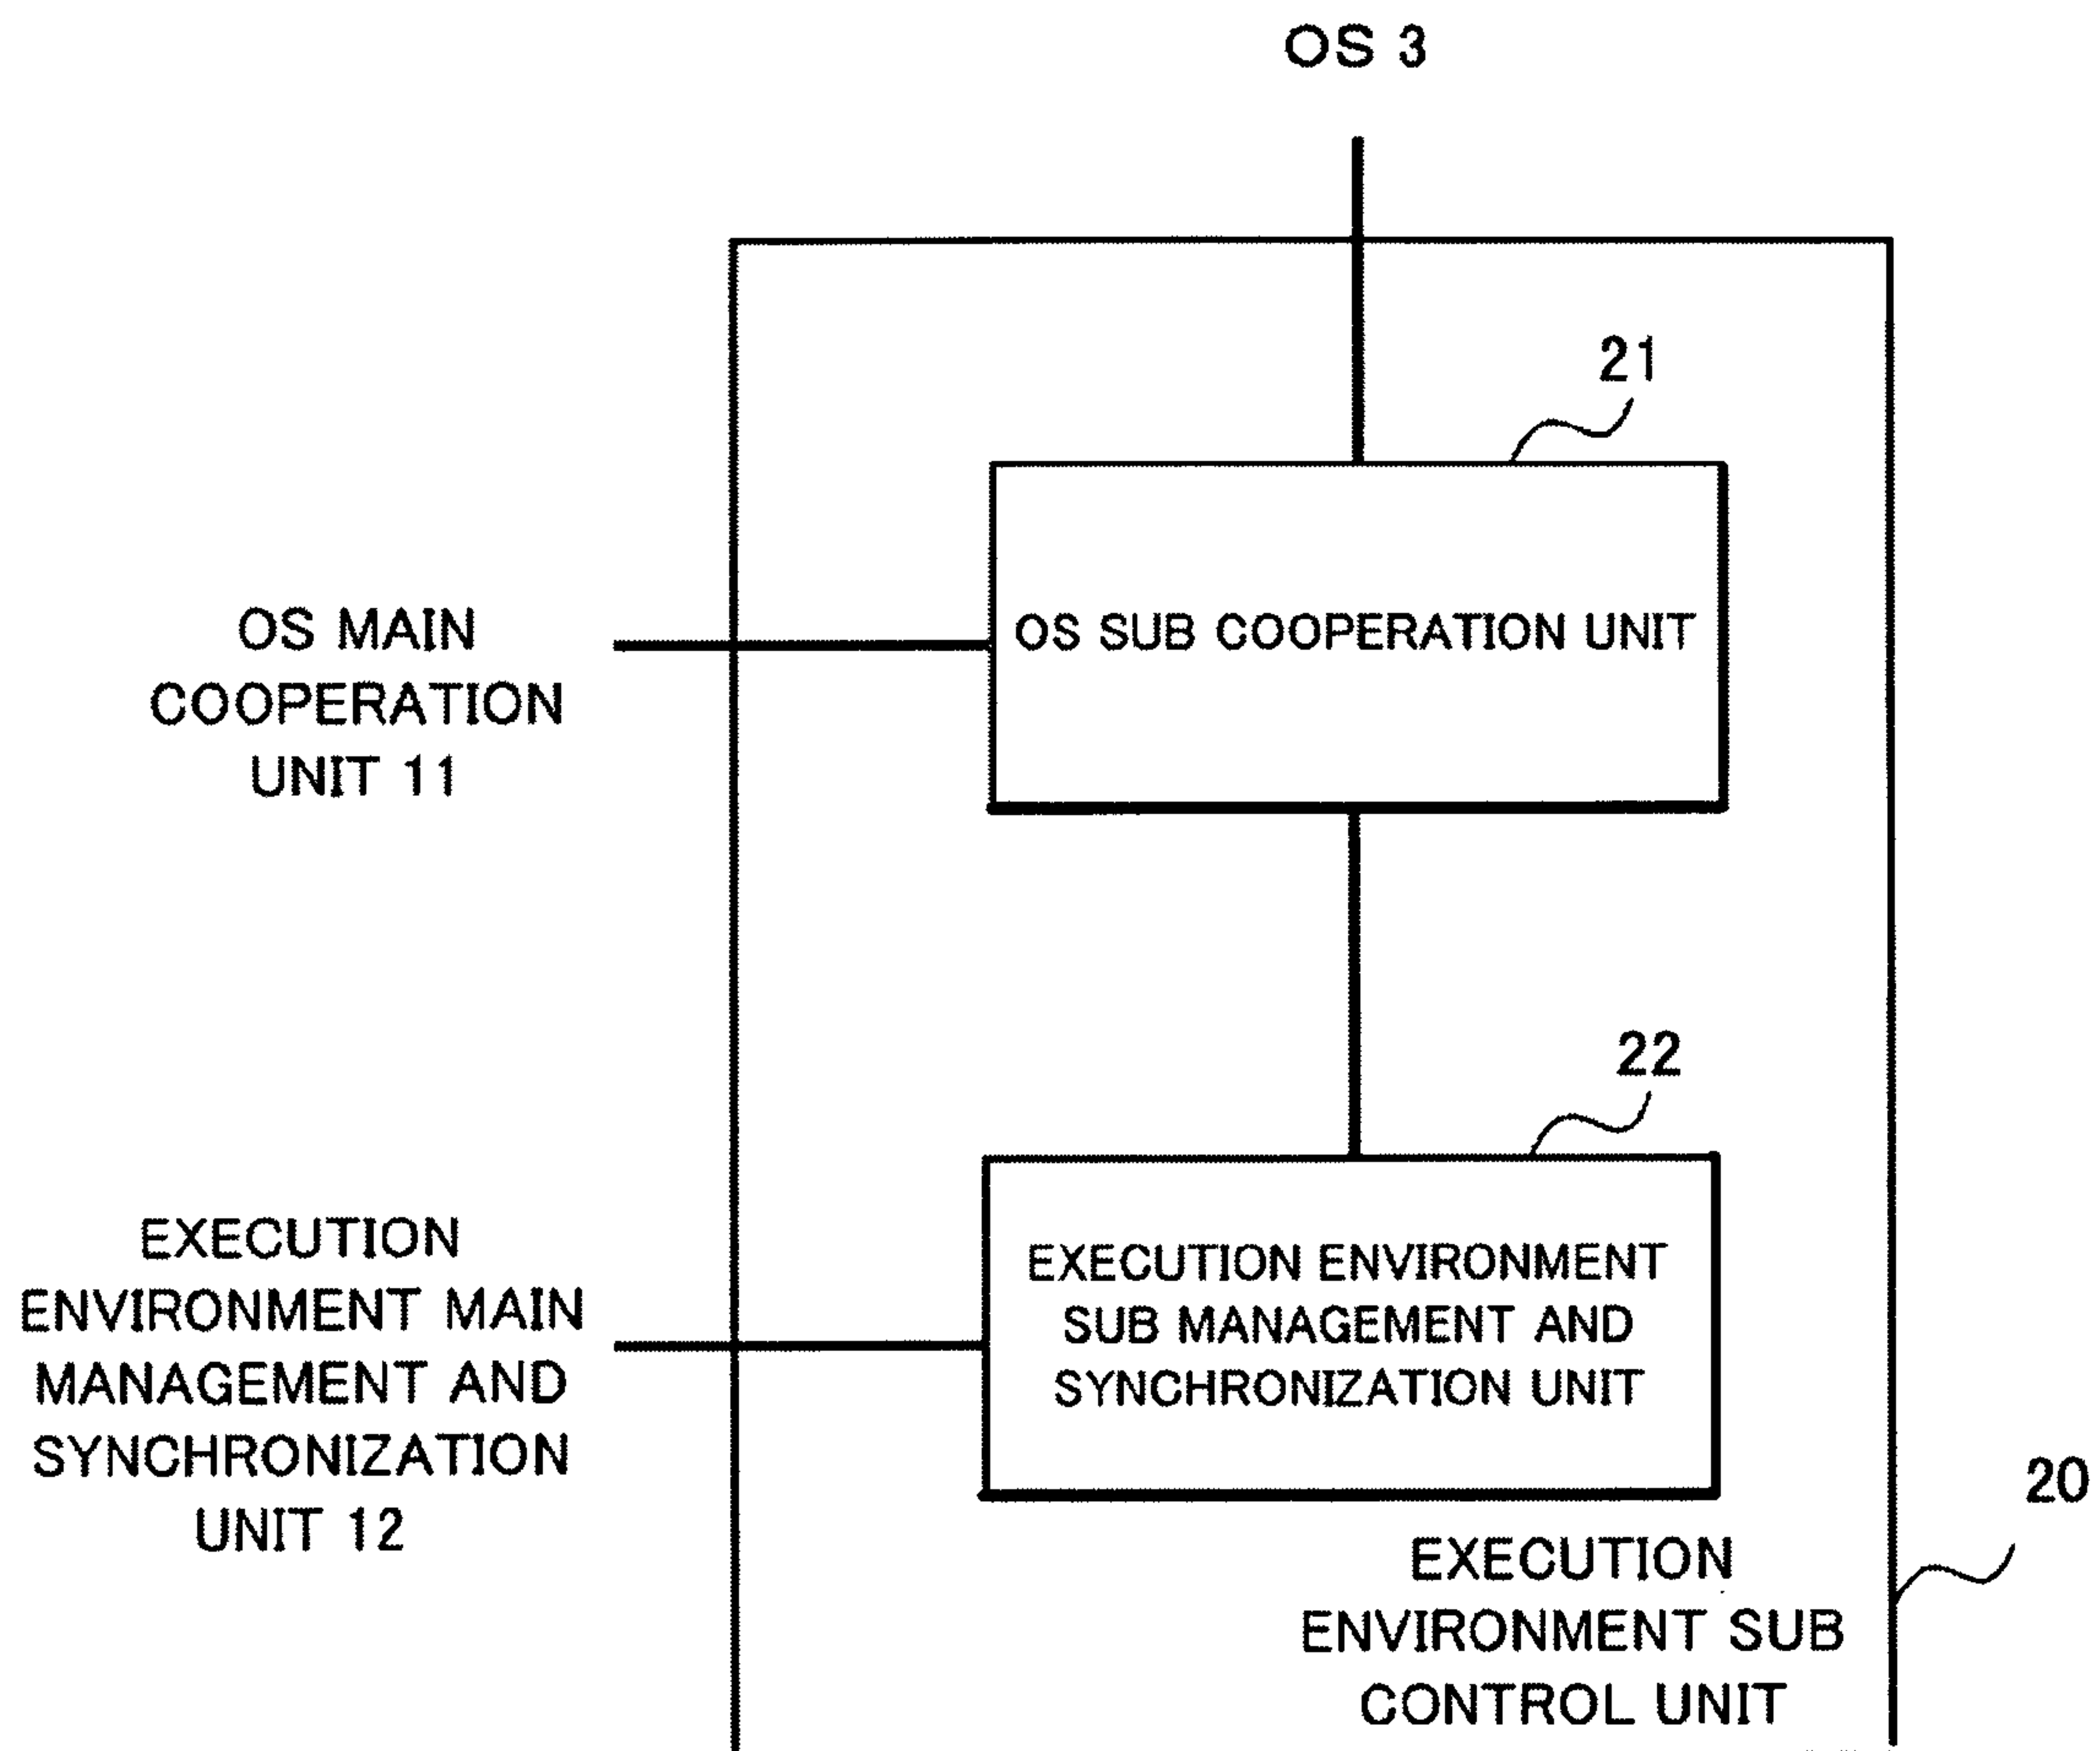 OS 3
21
OS MAIN
COOPERATION
UNIT 11
OS SUB COOPERATION UNIT
22
EXECUTION
ENVIRONMENT MAIN
MANAGEMENT AND
SYNCHRONIZATION
UNIT 12
EXECUTION ENVIRONMENT
SUB MANAGEMENT AND
SYNCHRONIZATION UNIT
20
EXECUTION
ENVIRONMENT SUB
CONTROL UNIT